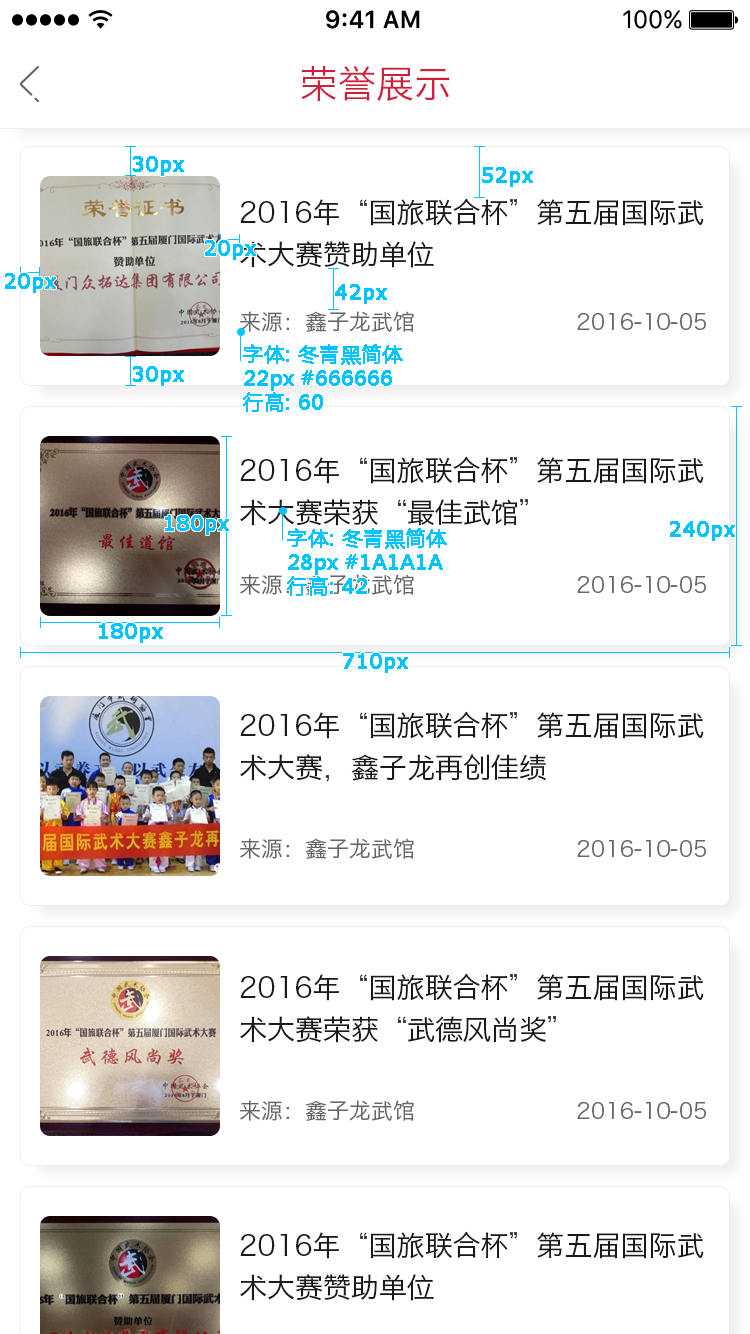 9:41 AM
100%
荣誉展示
30px
52px
荣誉证书
016年“国旅联合杯”第五届厦门国际武术大
赞助单位
门众拓达集团有限公司
20px
20px
30px
2016年“国旅联合杯”第五届国际武
术大赛赞助单位
42px
来源：鑫子龙武馆
2016-10-05
字体: 冬青黑简体
22px #666666
行高: 60
2016年“国旅联合杯”第五届厦门国际武
最佳道馆
180px
180px
2016年“国旅联合杯”第五届国际武
术大赛荣获“最佳武馆”
字体: 冬青黑简体
28px #1A1A1A
行高: 42
来源：鑫子龙武馆
2016-10-05
240px
710px
届国际武术大赛鑫子龙再
2016年“国旅联合杯”第五届国际武
术大赛，鑫子龙再创佳绩
来源：鑫子龙武馆
2016-10-05
2016年“国旅联合杯”第五届厦门国际武术大赛
武德风尚奖
2016年“国旅联合杯”第五届国际武
术大赛荣获“武德风尚奖”
来源：鑫子龙武馆
2016-10-05
年“国旅联合杯”第五届厦门国际武术
赞助单位
2016年“国旅联合杯”第五届国际武
术大赛赞助单位